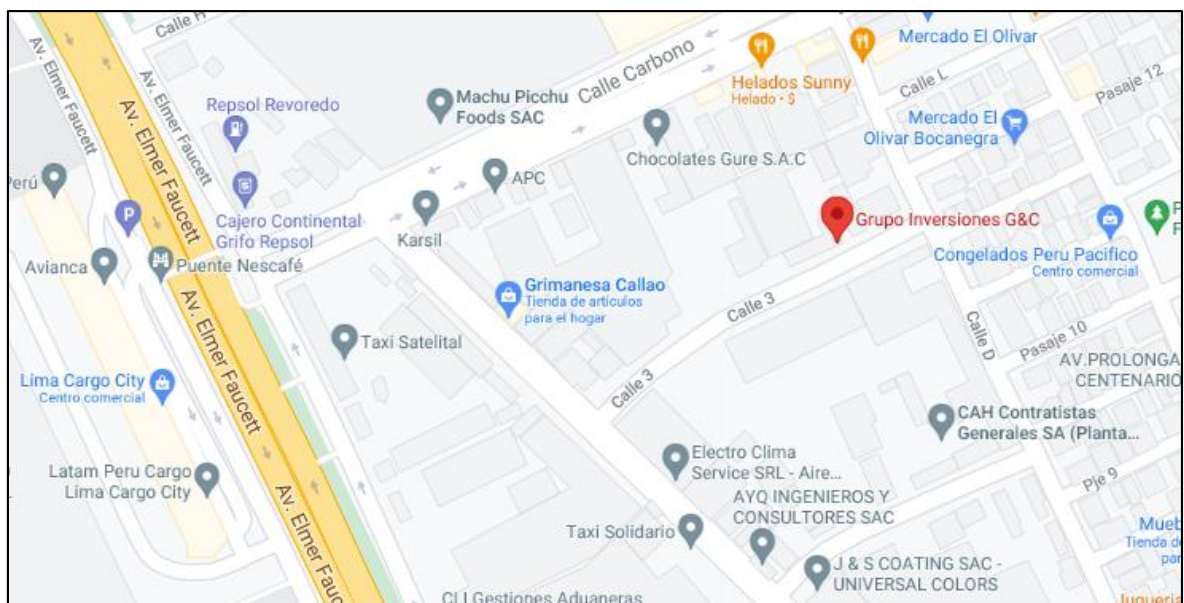 Calle H
Av. Elmer Faucett
Av. Elmer Faucett
Av. Elmer Faucett
Mercado El Olivar
Calle Carbono
Helados Sunny
Helado · $
Calle L
Pasaje 12
Repsol Revoredo
Machu Picchu
Foods SAC
Mercado El
Olivar Bocanegra
Chocolates Gure S.A.C
Perú
P
APC
Cajero Continental
Grifo Repsol
Karsil
Grupo Inversiones G&C
Congelados Peru Pacifico
Centro comercial
P
F
Avianca
Puente Nescafé
Grimanesa Callao
Tienda de artículos
para el hogar
Calle 3
Calle D
Pasaje 10
Av. Elmer Faucett
Taxi Satelital
AV.PROLONGA
CENTENARIO
Lima Cargo City
Centro comercial
Calle 3
CAH Contratistas
Generales SA (Planta...
Latam Peru Cargo
Lima Cargo City
Electro Clima
Service SRL - Aire...
Pje 9
AYQ INGENIEROS Y
CONSULTORES SAC
Av. Elmer Faucett
Taxi Solidario
Mueb
Tienda de
par
J & S COATING SAC -
UNIVERSAL COLORS